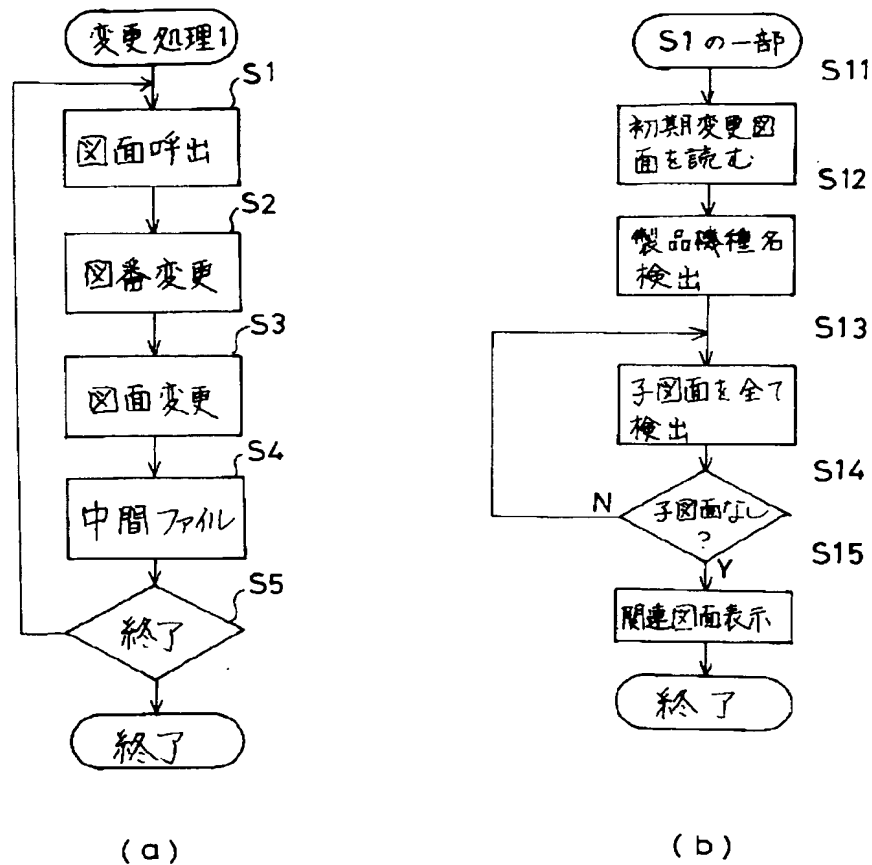 変更処理1
S1
図面呼出
S2
図番変更
S3
図面変更
S4
中間ファイル
S5
終了
終了
(a)
S1の一部
S11
初期変更図
面を読む
S12
製品機種名
検出
S13
子図面を全て
検出
S14
子図面なし
?
N
Y
S15
関連図面表示
終了
(b)